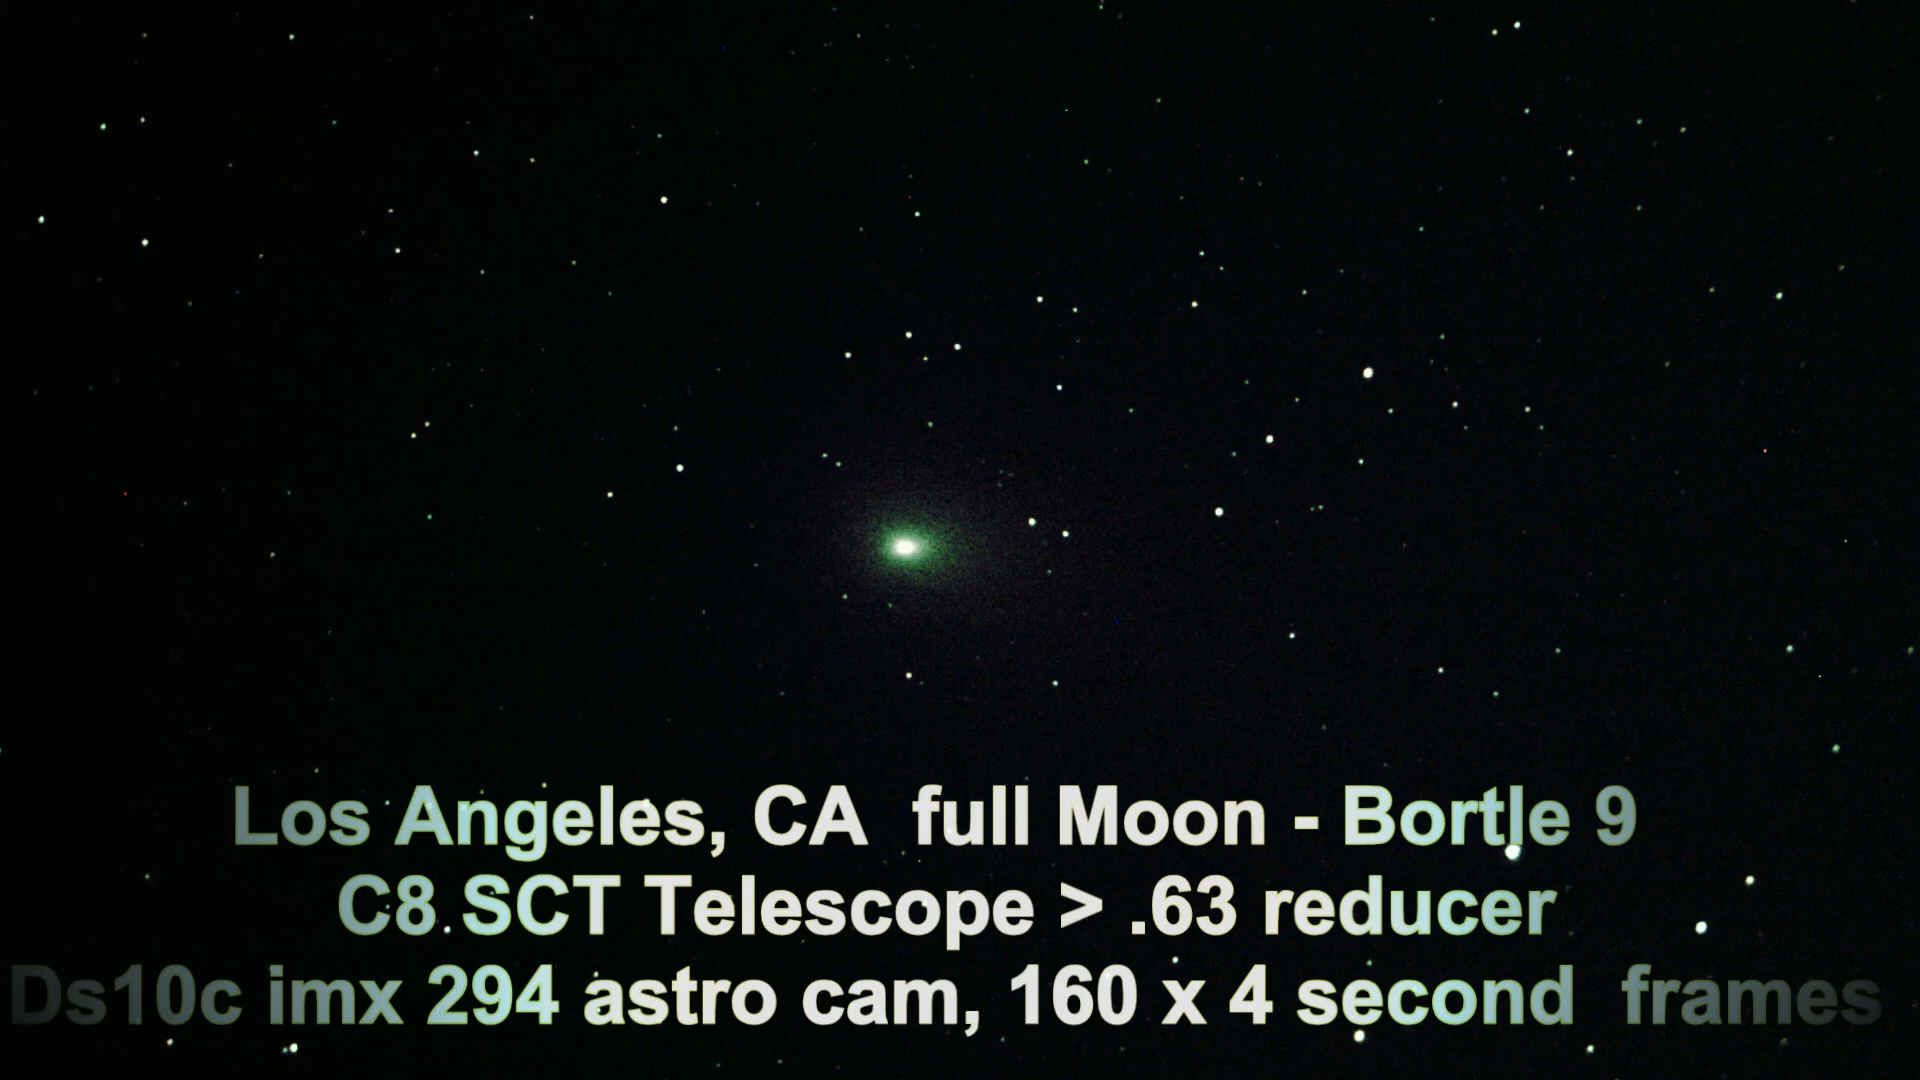 Los Angeles, CA  full Moon - Bortle 9
C8 SCT Telescope > .63 reducer
Ds10c imx 294 astro cam, 160 x 4 second  frames